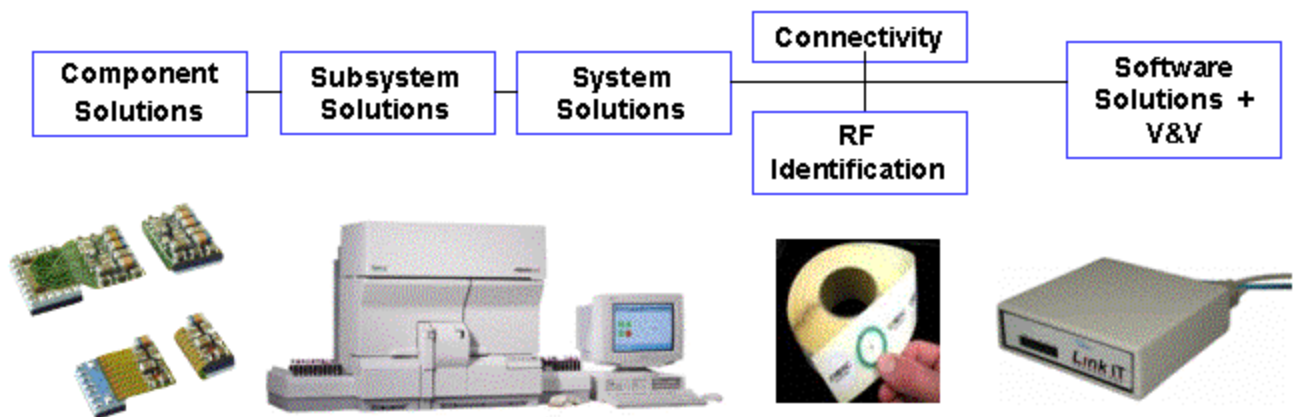 Component
Solutions
Subsystem
Solutions
System
Solutions
Connectivity
RF
Identification
Software
Solutions +
V&V
Link IT